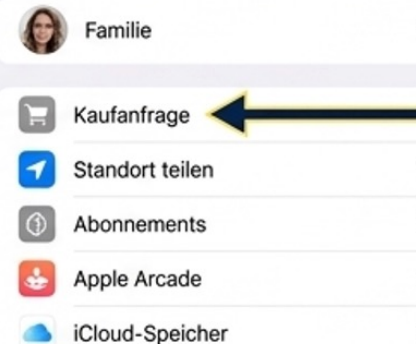 Familie
Kaufanfrage
Standort teilen
Abonnements
Apple Arcade
iCloud-Speicher